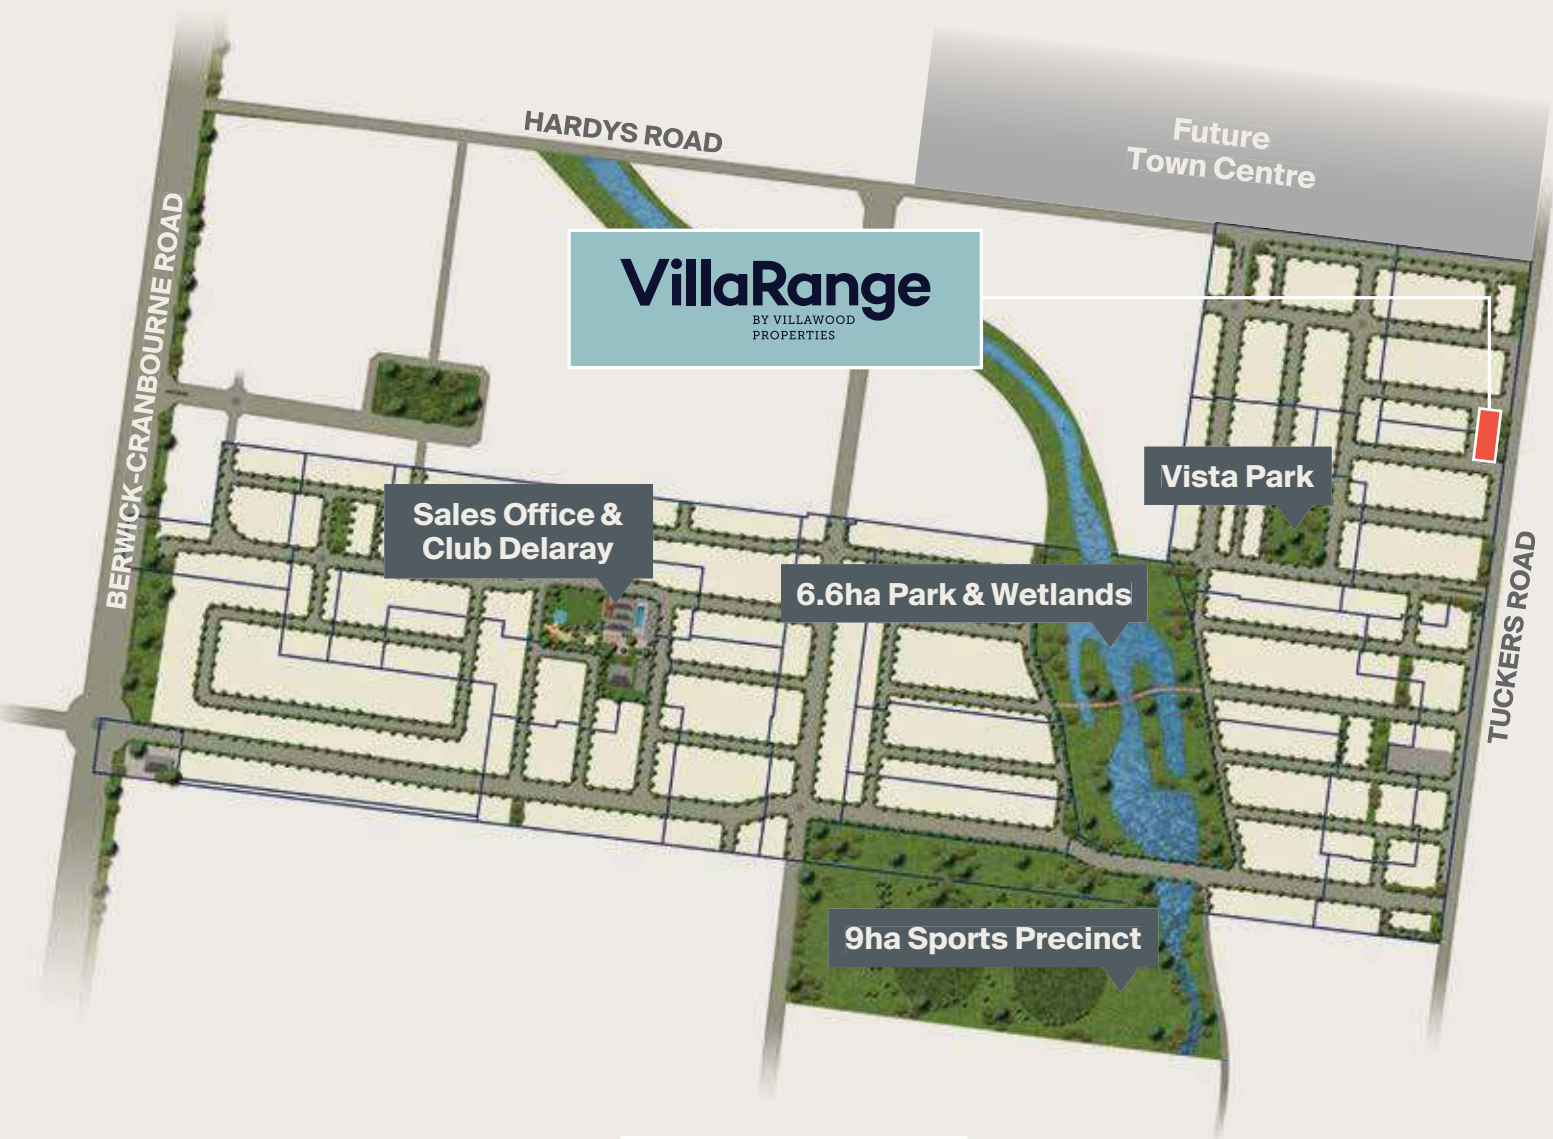 HARDYS ROAD
Future
Town Centre
BERWICK-CRANBOURNE ROAD
VillaRange
BY VILLAWOOD
PROPERTIES
Vista Park
Sales Office &
Club Delaray
6.6ha Park & Wetlands
TUCKERS ROAD
9ha Sports Precinct